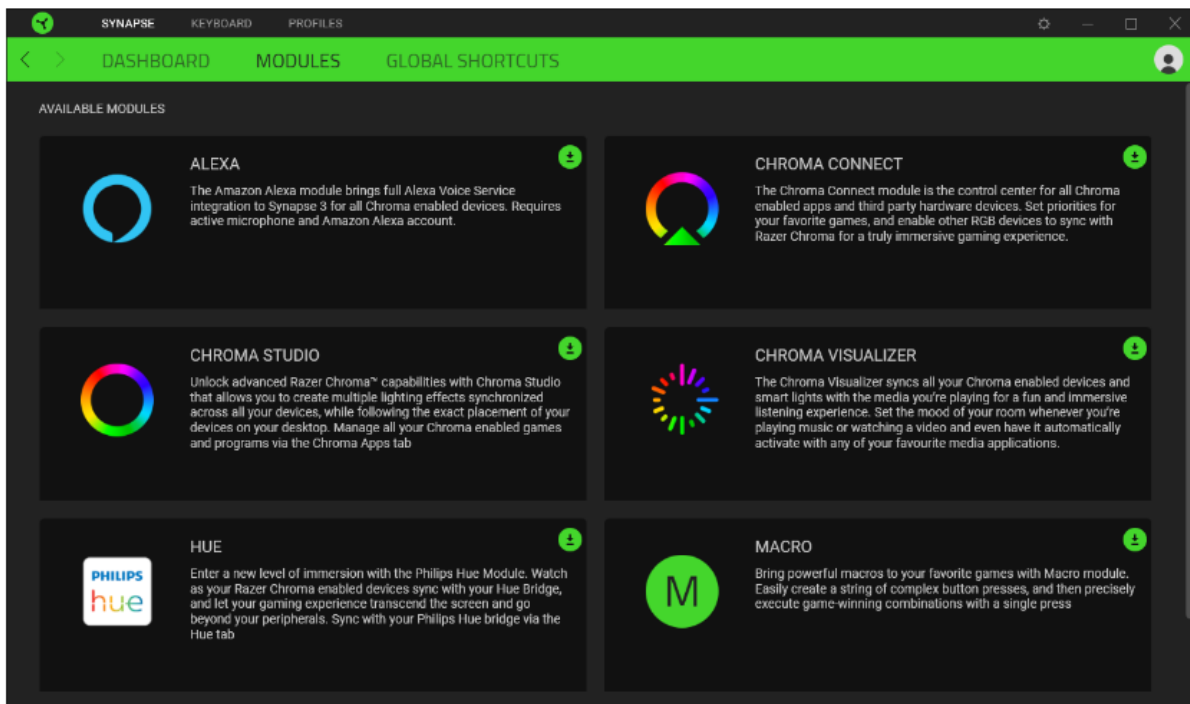 SYNAPSE KEYBOARD PROFILES
DASHBOARD MODULES GLOBAL SHORTCUTS
AVAILABLE MODULES
ALEXA
The Amazon Alexa module brings full Alexa Voice Service
integration to Synapse 3 for all Chroma enabled devices. Requires
active microphone and Amazon Alexa account.
CHROMA CONNECT
The Chroma Connect module is the control center for all Chroma
enabled apps and third party hardware devices. Set priorities for
your favorite games, and enable other RGB devices to sync with
Razer Chroma for a truly immersive gaming experience.
CHROMA STUDIO
Unlock advanced Razer Chroma™ capabilities with Chroma Studio
that allows you to create multiple lighting effects synchronized
across all your devices, while following the exact placement of your
devices on your desktop. Manage all your Chroma enabled games
and programs via the Chroma Apps tab
CHROMA VISUALIZER
The Chroma Visualizer syncs all your Chroma enabled devices and
smart lights with the media you're playing for a fun and immersive
listening experience. Set the mood of your room whenever you're
playing music or watching a video and even have it automatically
activate with any of your favourite media applications.
PHILIPS
hue
HUE
Enter a new level of immersion with the Philips Hue Module. Watch
as your Razer Chroma enabled devices sync with your Hue Bridge,
and let your gaming experience transcend the screen and go
beyond your peripherals. Sync with your Philips Hue bridge via the
Hue tab
M
MACRO
Bring powerful macros to your favorite games with Macro module.
Easily create a string of complex button presses, and then precisely
execute game-winning combinations with a single press